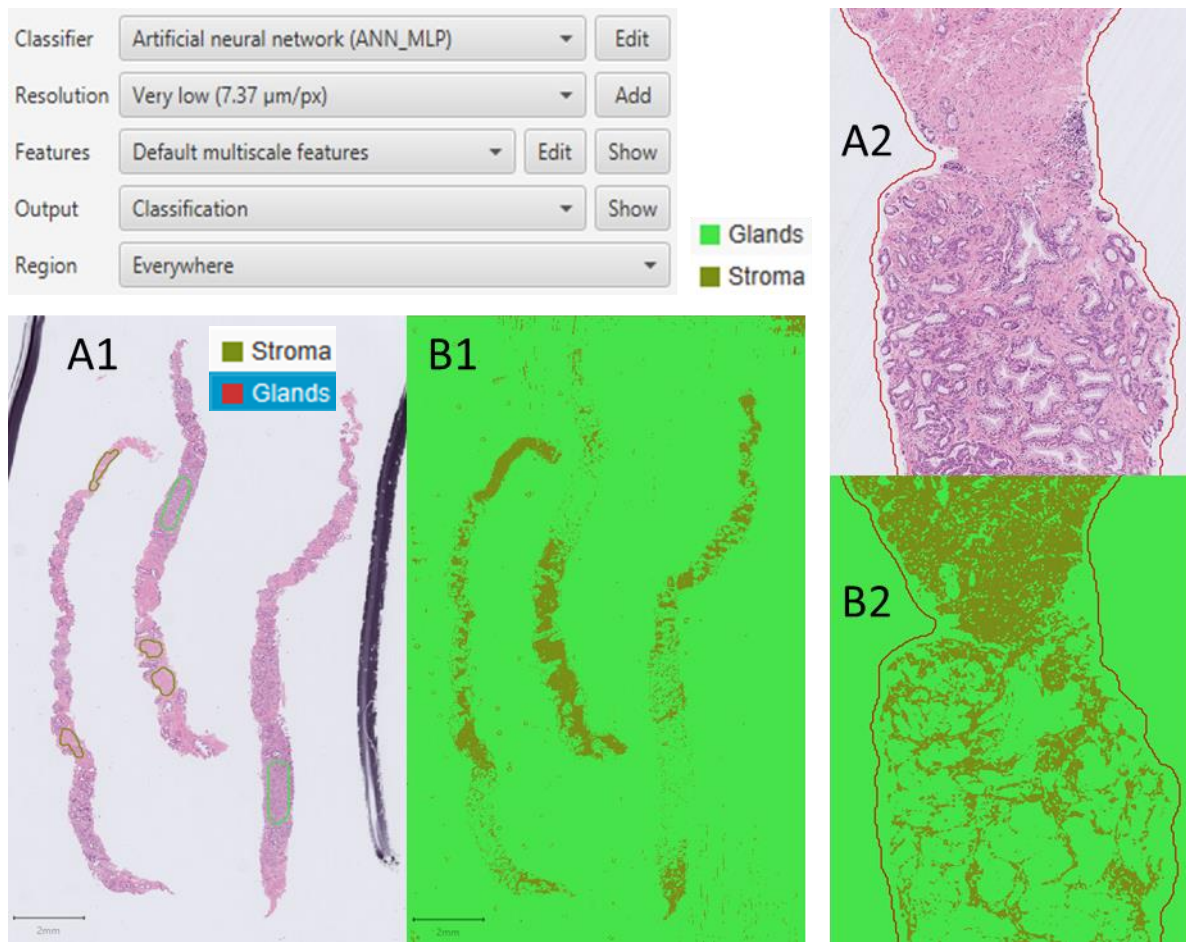 Classifier Artificial neural network (ANN_MLP) Edit
Resolution Very low (7.37 µm/px) Add
Features Default multiscale features Edit Show
Output Classification Show
Region Everywhere
Glands
Stroma
A1
Stroma
Glands
2mm
B1
2mm
A2
B2